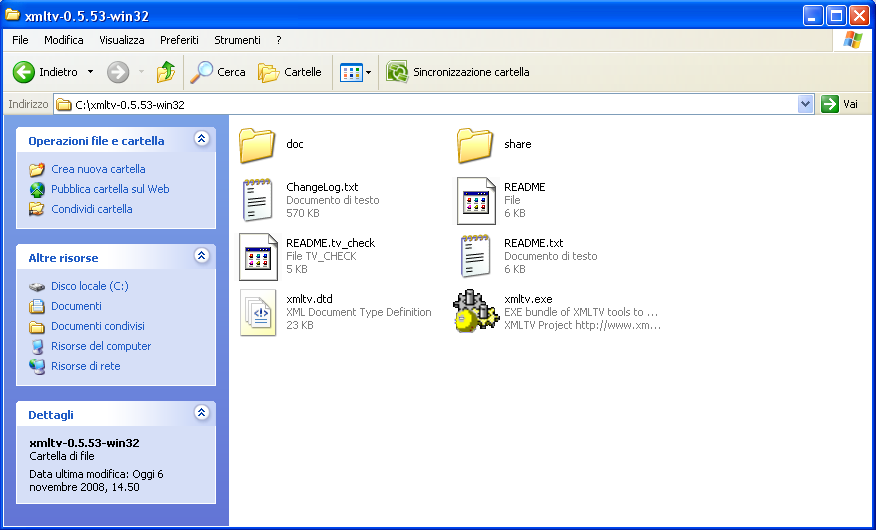 xmltv-0.5.53-win32
File Modifica Visualizza Preferiti Strumenti ?
Indietro Cerca Cartelle Sincronizzazione cartella
Indirizzo C:\xmltv-0.5.53-win32 Vai
Operazioni file e cartella
Crea nuova cartella
Pubblica cartella sul Web
Condividi cartella
Altre risorse
Disco locale (C:)
Documenti
Documenti condivisi
Risorse del computer
Risorse di rete
Dettagli
xmltv-0.5.53-win32
Cartella di file
Data ultima modifica: Oggi 6
novembre 2008, 14.50
doc
share
ChangeLog.txt
Documento di testo
570 KB
README
File
6 KB
README.tv_check
File TV_CHECK
5 KB
README.txt
Documento di testo
6 KB
xmltv.dtd
XML Document Type Definition
23 KB
xmltv.exe
EXE bundle of XMLTV tools to ...
XMLTV Project http://www.xm...